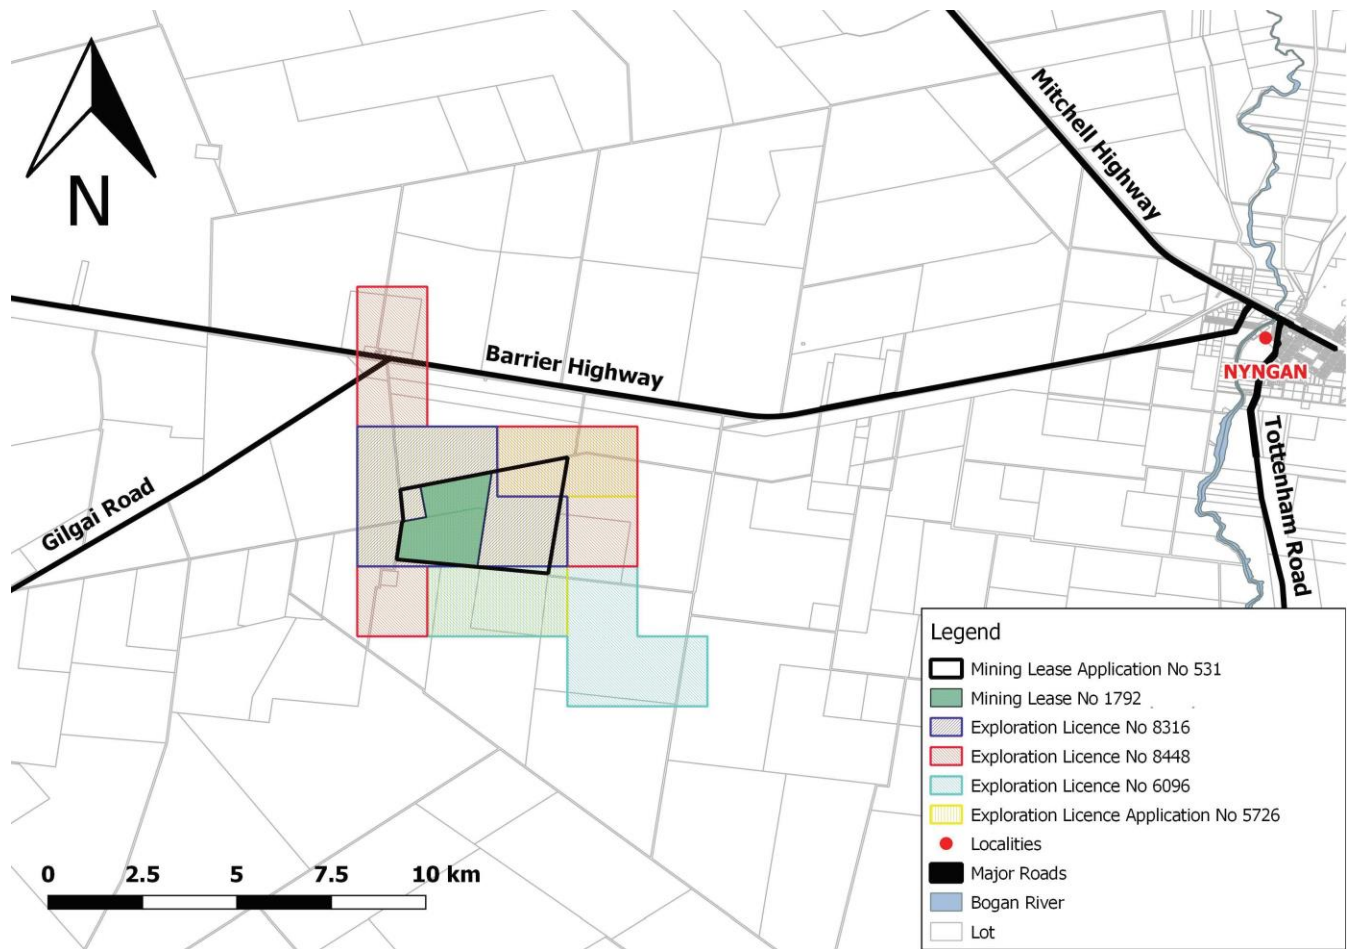 N
Mitchell Highway
Barrier Highway
NYNGAN
Gilgai Road
Tottenham Road
Legend
Mining Lease Application No 531
Mining Lease No 1792
Exploration Licence No 8316
Exploration Licence No 8448
Exploration Licence No 6096
Exploration Licence Application No 5726
Localities
Major Roads
Bogan River
Lot
0 2.5 5 7.5 10 km